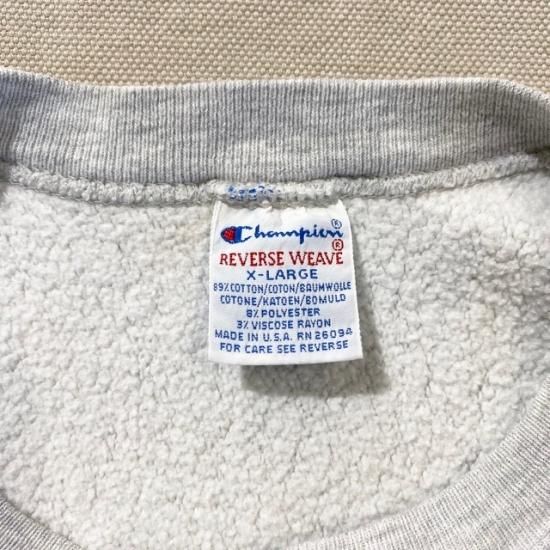 Champion®
REVERSE WEAVE®
X-LARGE
89% COTTON/COTON/BAUMWOLLE
COTONE/KATOEN/BOMULD
8% POLYESTER
3% VISCOSE RAYON
MADE IN U.S.A. RN 26094
FOR CARE SEE REVERSE